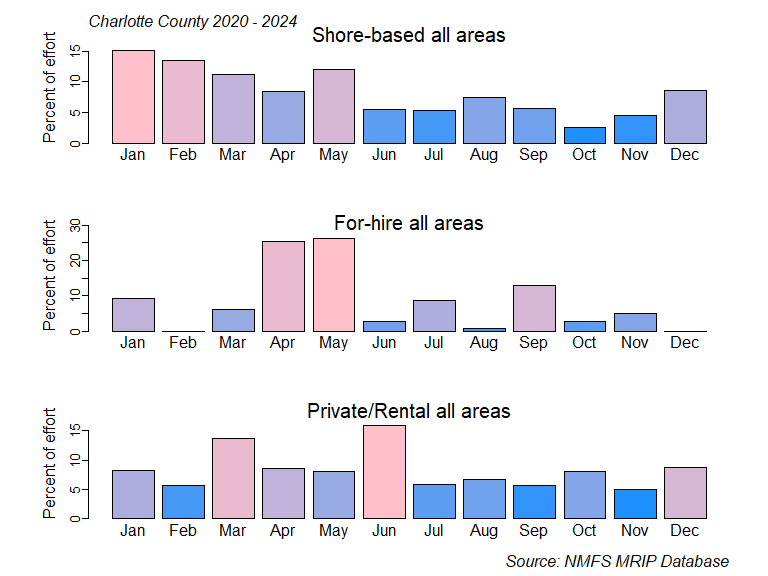 Charlotte County 2020 - 2024
Shore-based all areas
Percent of effort
15
10
5
0
Jan Feb Mar Apr May Jun Jul Aug Sep Oct Nov Dec
For-hire all areas
Percent of effort
30
20
10
0
Jan Feb Mar Apr May Jun Jul Aug Sep Oct Nov Dec
Private/Rental all areas
Percent of effort
15
10
5
0
Jan Feb Mar Apr May Jun Jul Aug Sep Oct Nov Dec
Source: NMFS MRIP Database